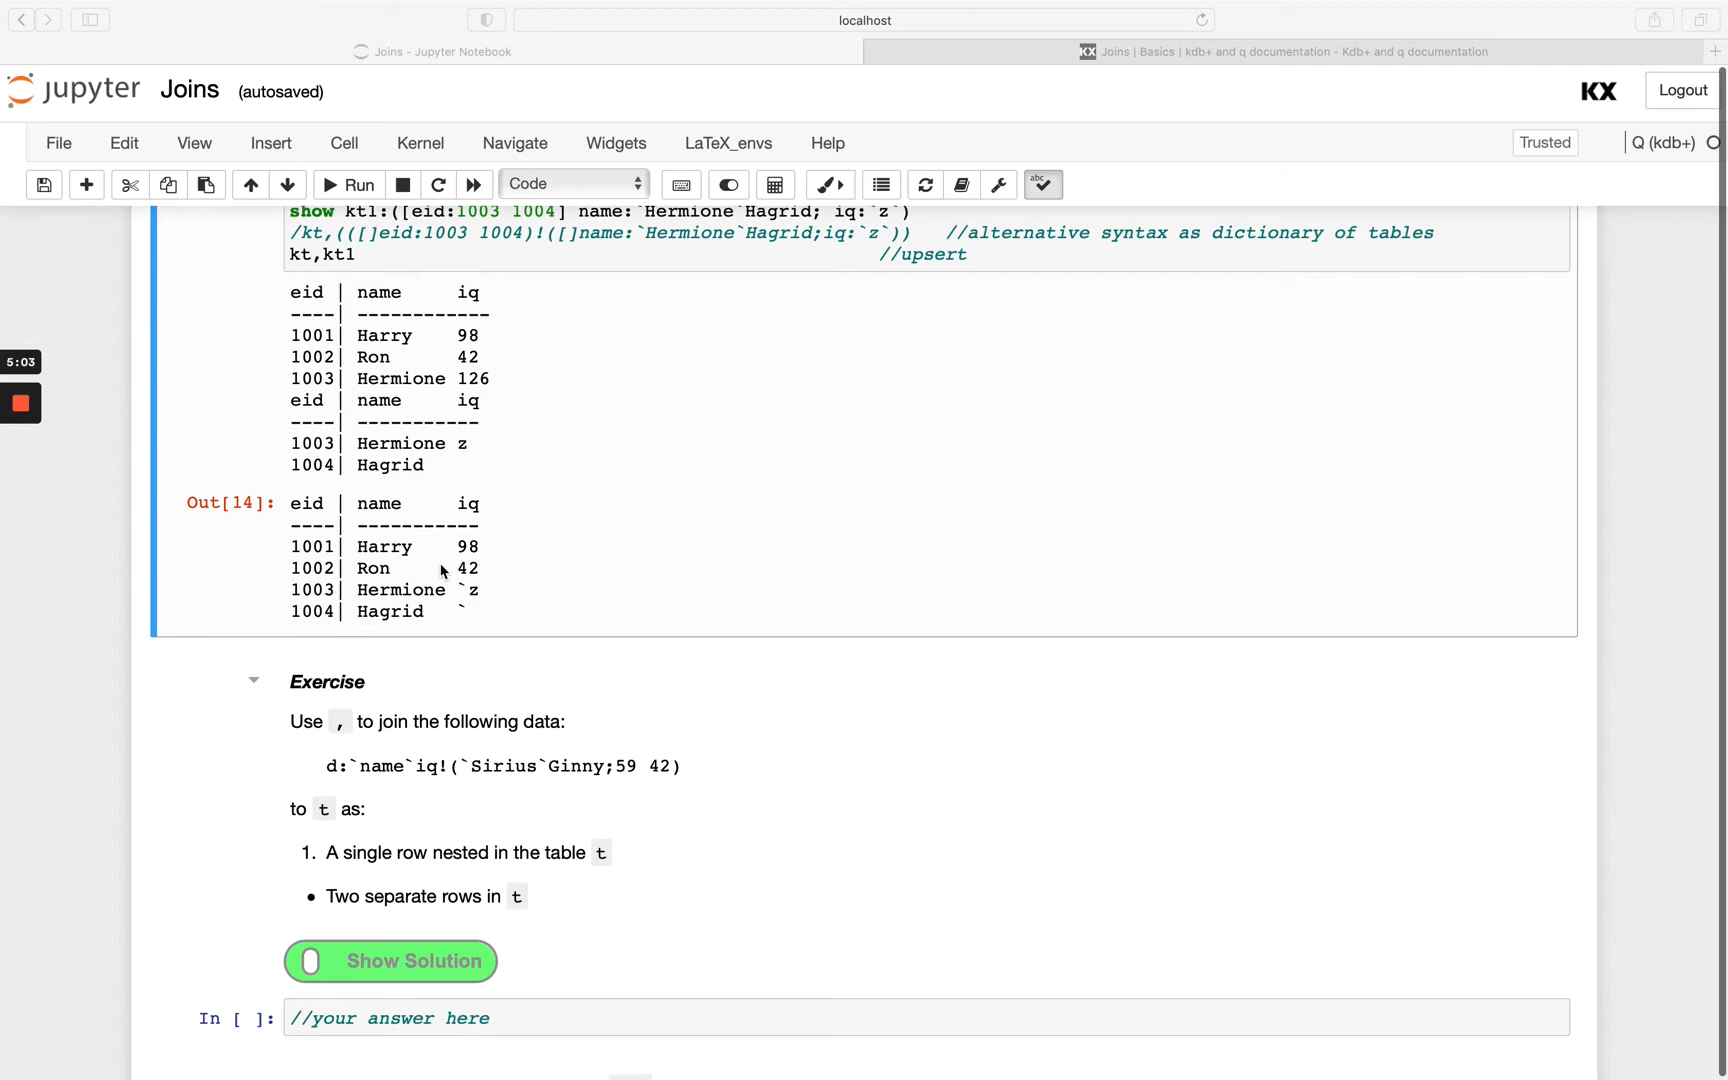 localhost
Joins - Jupyter Notebook
KX Joins | Basics | kdb+ and q documentation - Kdb+ and q documentation
jupyter Joins (autosaved)
KX
Logout
File Edit View Insert Cell Kernel Navigate Widgets LaTeX_envs Help
Trusted
Q (kdb+)
Run
Code
abc
show kt1:([eid:1003 1004] name:`Hermione`Hagrid; iq:`z`)
/kt,(([]eid:1003 1004)!([]name:`Hermione`Hagrid;iq:`z`)) //alternative syntax as dictionary of tables
kt,kt1 //upsert
eid | name iq
----| ------------
1001| Harry 98
1002| Ron 42
1003| Hermione 126
eid | name iq
----| -----------
1003| Hermione z
1004| Hagrid
5:03
Out[14]: eid | name iq
----| -----------
1001| Harry 98
1002| Ron 42
1003| Hermione `z
1004| Hagrid `
Exercise
Use , to join the following data:
d:`name`iq!(`Sirius`Ginny;59 42)
to t as:
1. A single row nested in the table t
• Two separate rows in t
Show Solution
In [ ]: //your answer here